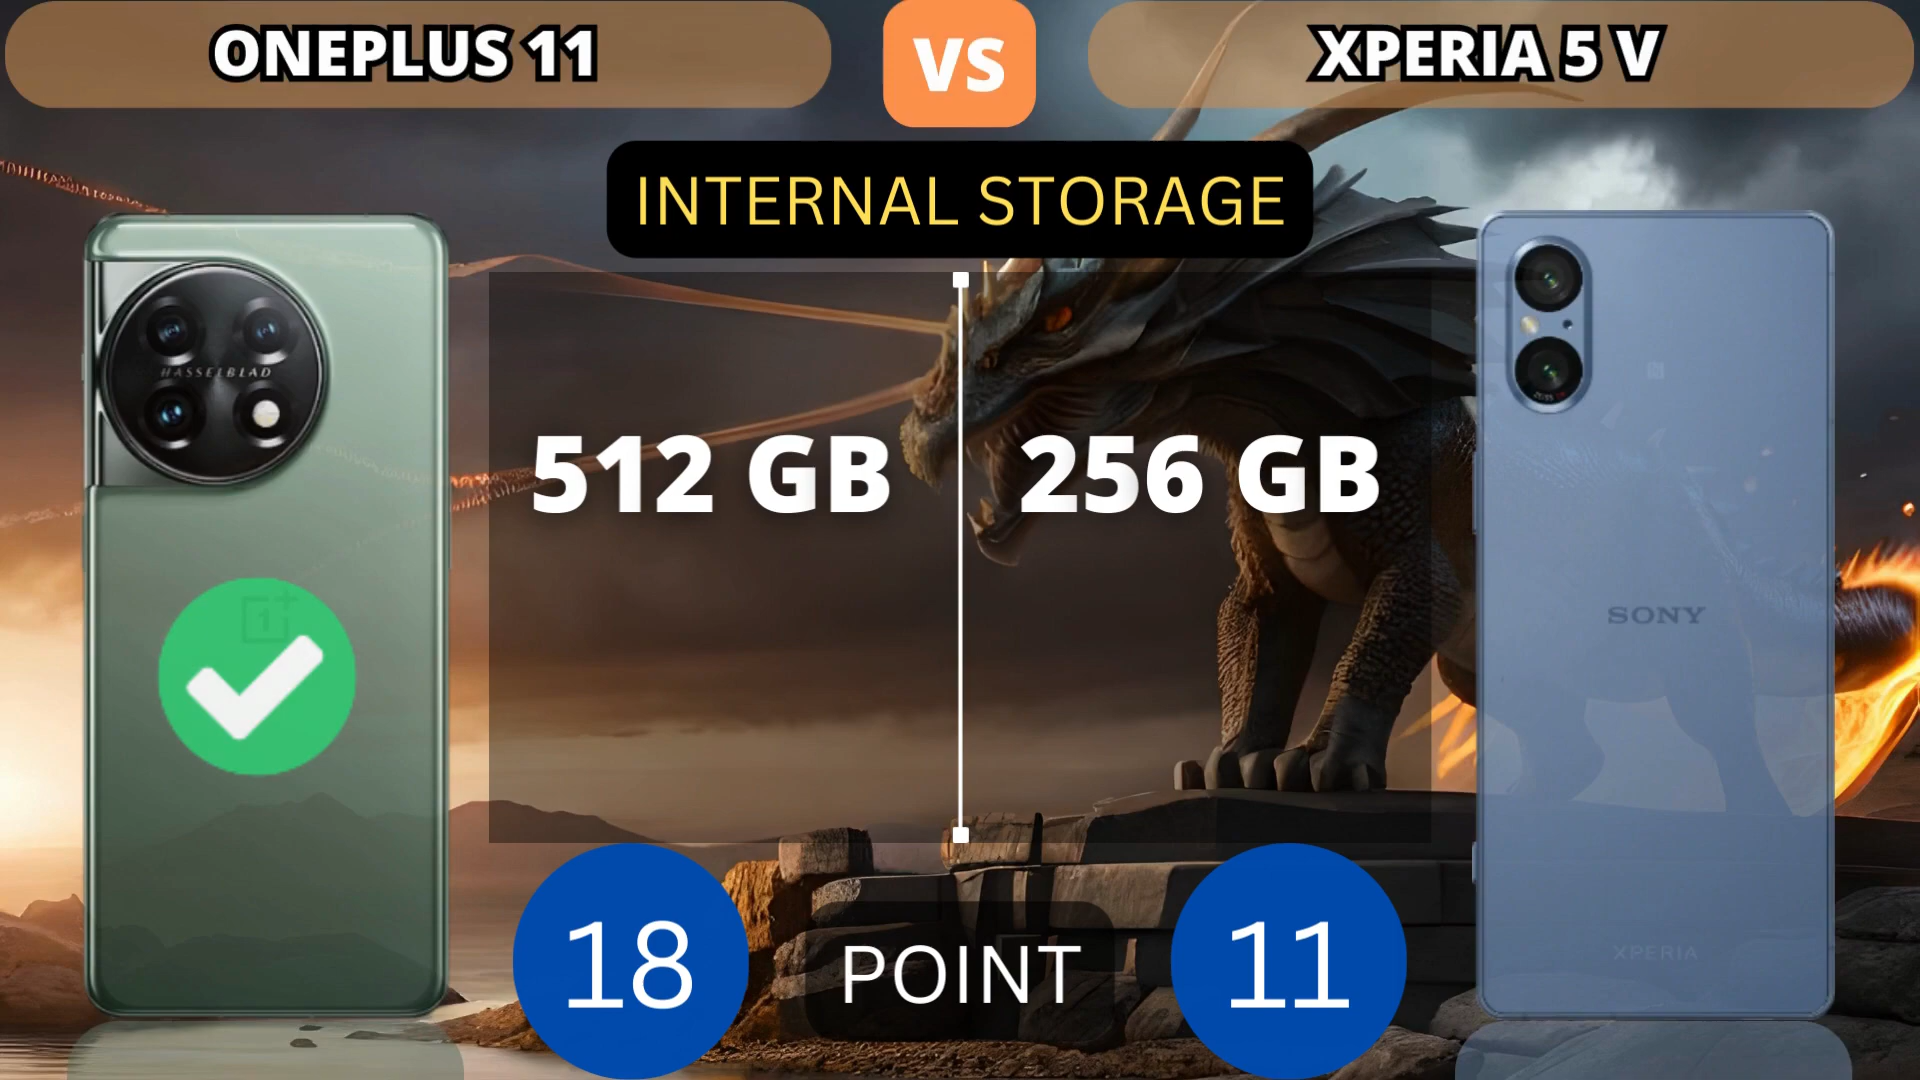 ONEPLUS 11
VS
XPERIA 5 V
INTERNAL STORAGE
HASSELBLAD
512 GB
256 GB
SONY
18
POINT
11
XPERIA